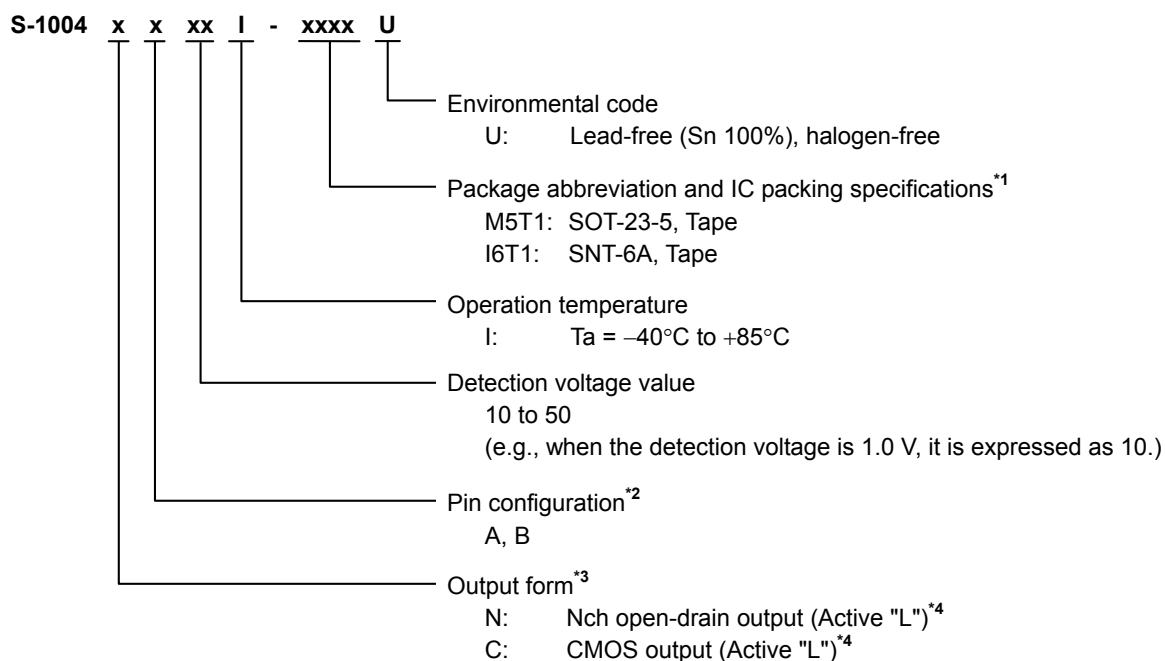 S-1004 x x xx I - xxxx U
Environmental code
U: Lead-free (Sn 100%), halogen-free
Package abbreviation and IC packing specifications*1
M5T1: SOT-23-5, Tape
I6T1: SNT-6A, Tape
Operation temperature
I: Ta = −40°C to +85°C
Detection voltage value
10 to 50
(e.g., when the detection voltage is 1.0 V, it is expressed as 10.)
Pin configuration*2
A, B
Output form*3
N: Nch open-drain output (Active "L")*4
C: CMOS output (Active "L")*4